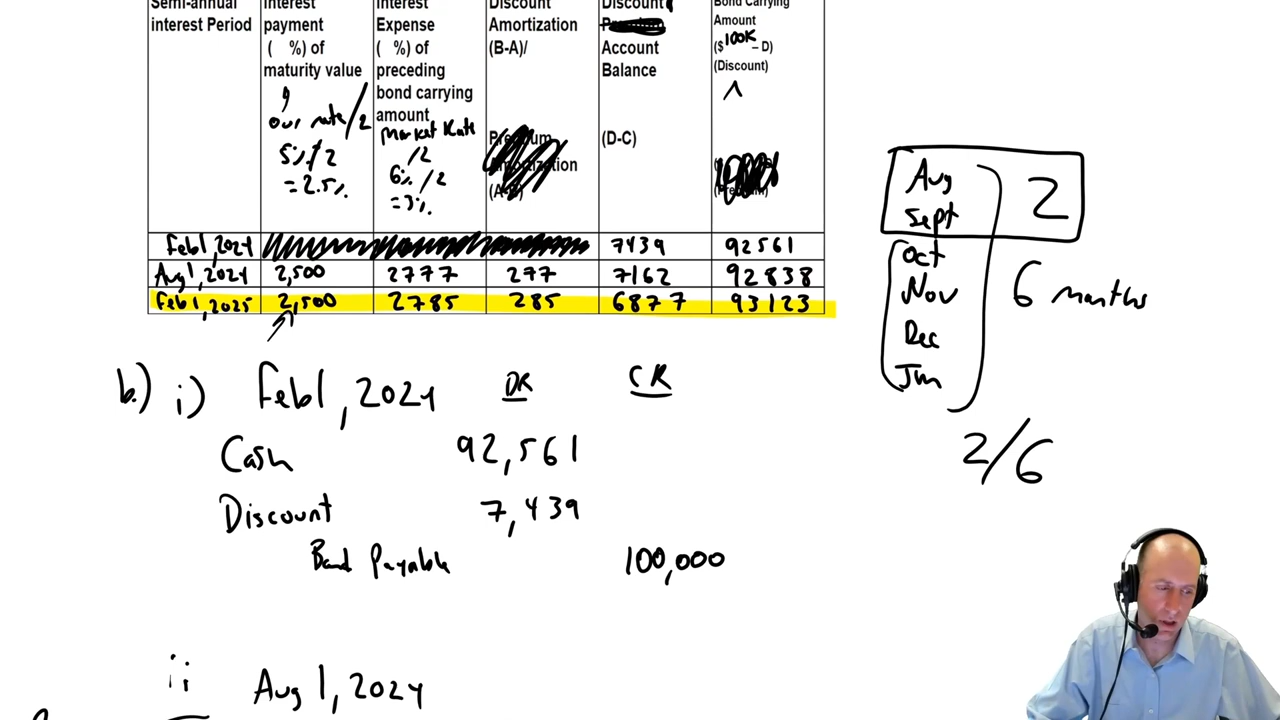 Semi-annual interest Period
Interest payment ( %) of maturity value
our rate/2
5%/2
= 2.5%
Interest Expense ( %) of preceding bond carrying amount
Market Rate
/2
6%/2
= 3%
Discount Amortization (B-A)/
Premium Amortization
Discount
Account Balance
(D-C)
Bond Carrying Amount ($100K – D) (Discount)
Feb 1, 2024 7439 92561
Aug 1, 2024 2,500 2777 277 7162 92838
Feb 1, 2025 2,500 2785 285 6877 93123
Aug
Sept
2
Oct
Nov
Dec
Jan
6 months
2/6
b.) i) Feb 1, 2024 DR CR
Cash 92,561
Discount 7,439
Bond Payable 100,000
ii Aug 1, 2024